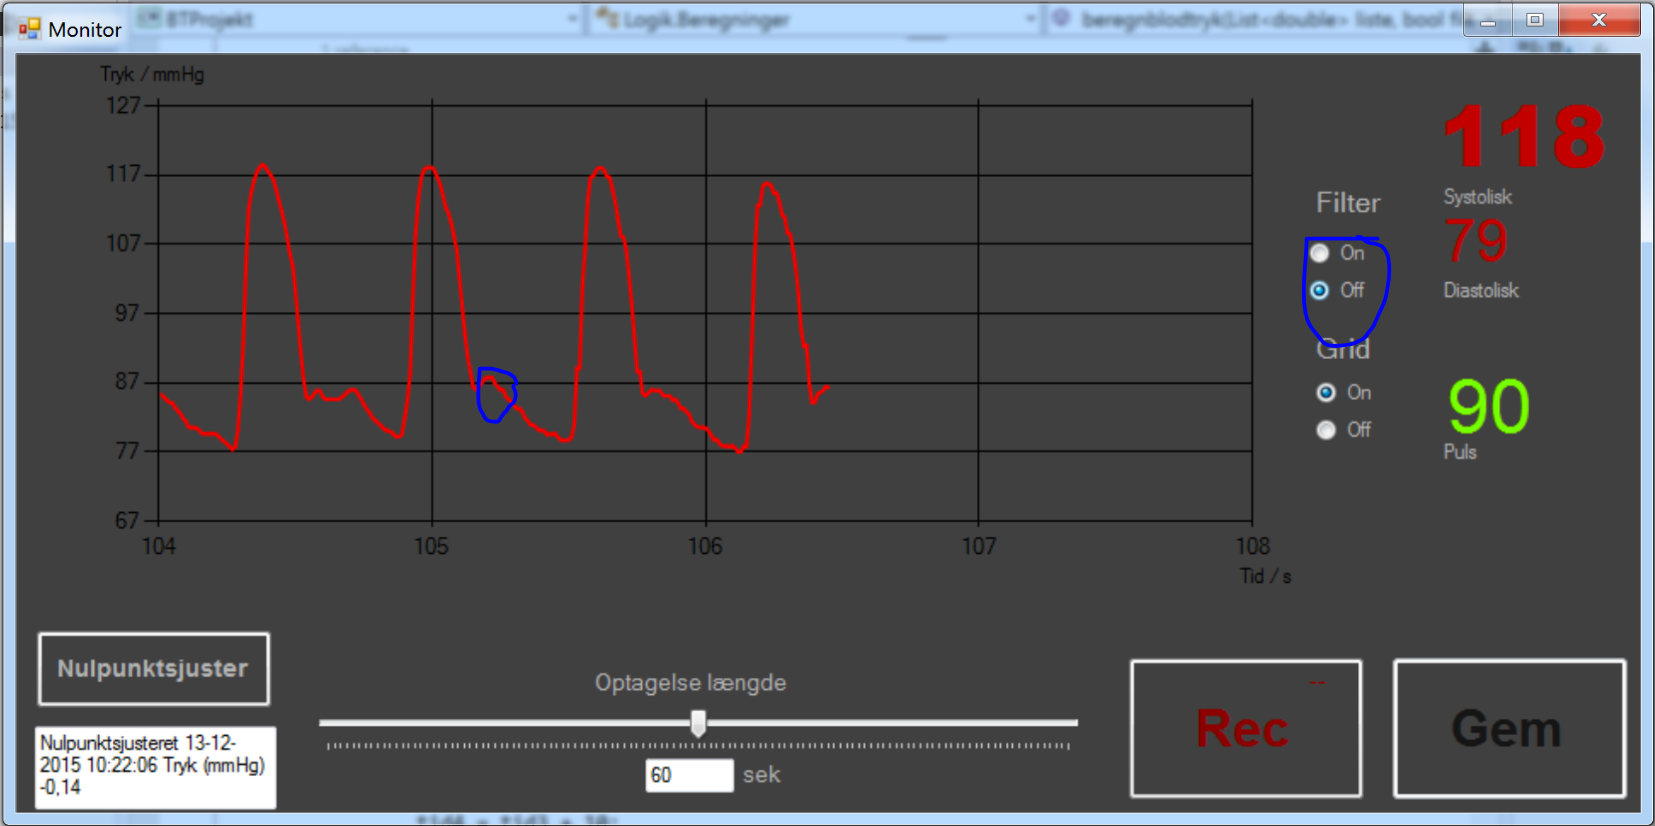 BTProjekt
Logik.Beregninger
beregnblodtryk(List<double> liste, bool
Monitor
Tryk / mmHg
127
117
107
97
87
77
67
104
105
106
107
108
Tid / s
118
Systolisk
79
Diastolisk
Filter
On
Off
Grid
On
Off
90
Puls
Nulpunktsjuster
Nulpunktsjusteret 13-12-
2015 10:22:06 Tryk (mmHg)
-0,14
Optagelse længde
60 sek
--
Rec
Gem